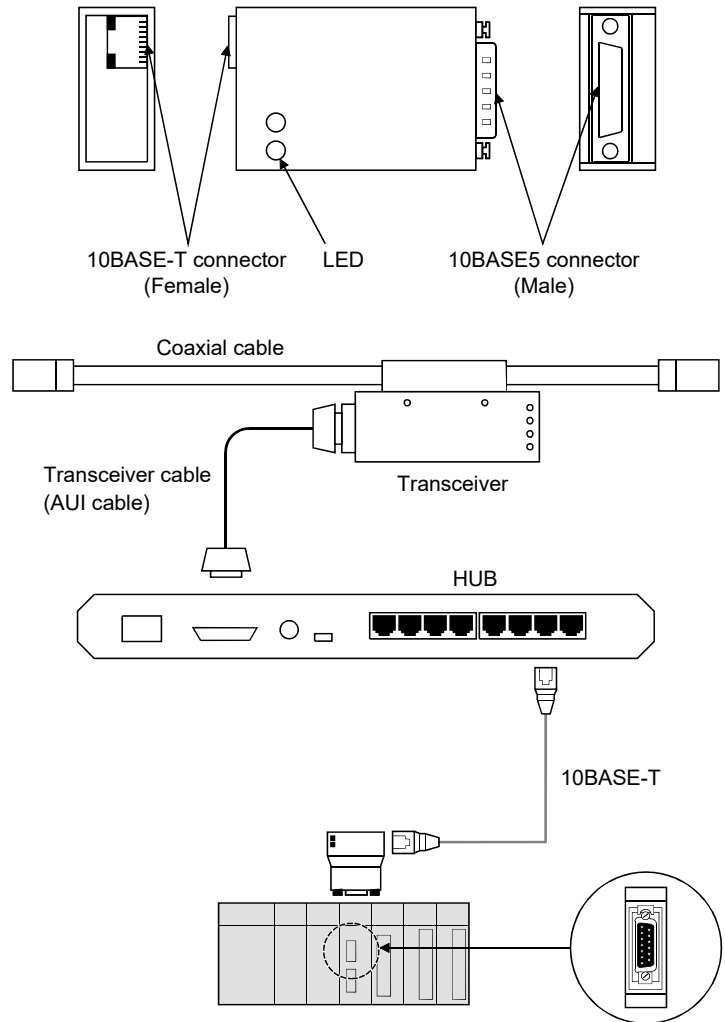 10BASE-T connector
(Female)
LED
10BASE5 connector
(Male)
Coaxial cable
Transceiver cable
(AUI cable)
Transceiver
HUB
10BASE-T